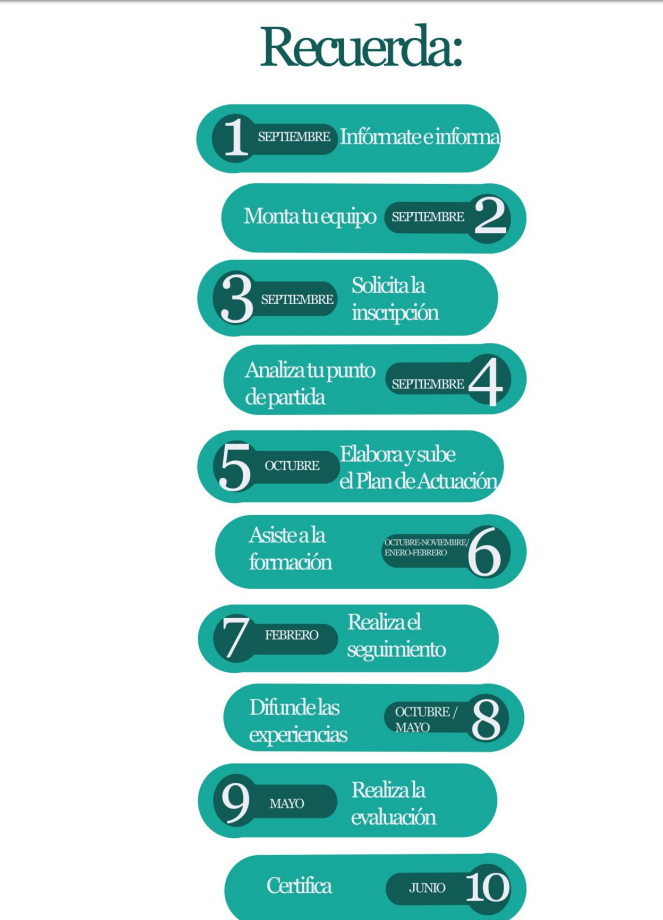 Recuerda:
1 SEPTIEMBRE Infórmate e informa
Monta tu equipo SEPTIEMBRE 2
3 SEPTIEMBRE Solicita la
inscripción
Analiza tu punto
de partida SEPTIEMBRE 4
5 OCTUBRE Elabora y sube
el Plan de Actuación
Asiste a la
formación OCTUBRE-NOVIEMBRE/
ENERO-FEBRERO 6
7 FEBRERO Realiza el
seguimiento
Difunde las
experiencias OCTUBRE /
MAYO 8
9 MAYO Realiza la
evaluación
Certifica JUNIO 10